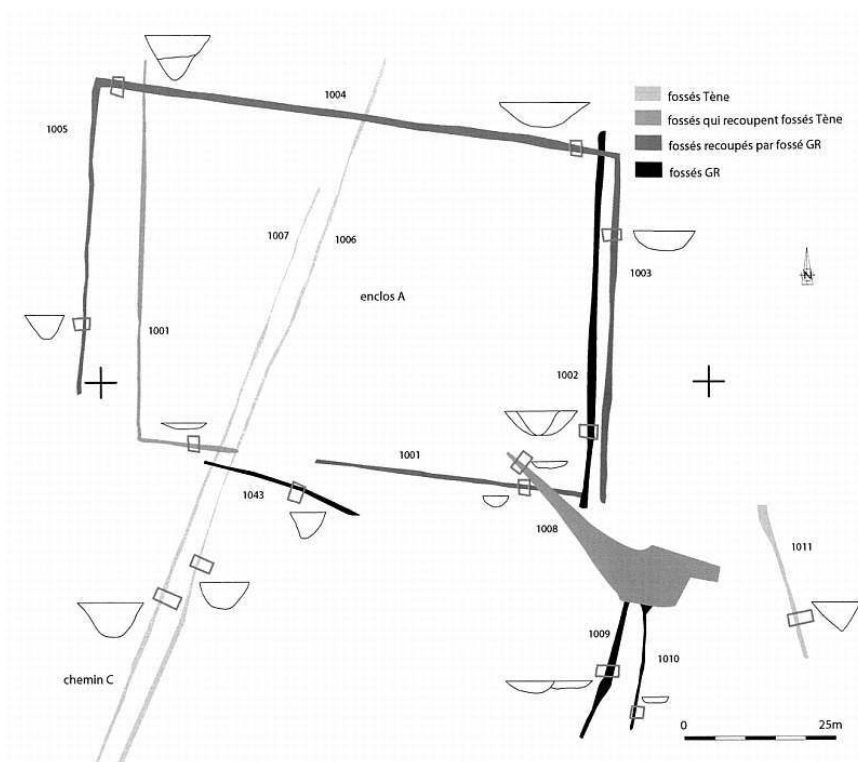 1004
1005
fossés Tène
fossés qui recoupent fossés Tène
fossés recoupés par fossé GR
fossés GR
1007
1006
1003
N
enclos A
1001
1002
1001
1043
1008
1011
1009
1010
chemin C
0 25m